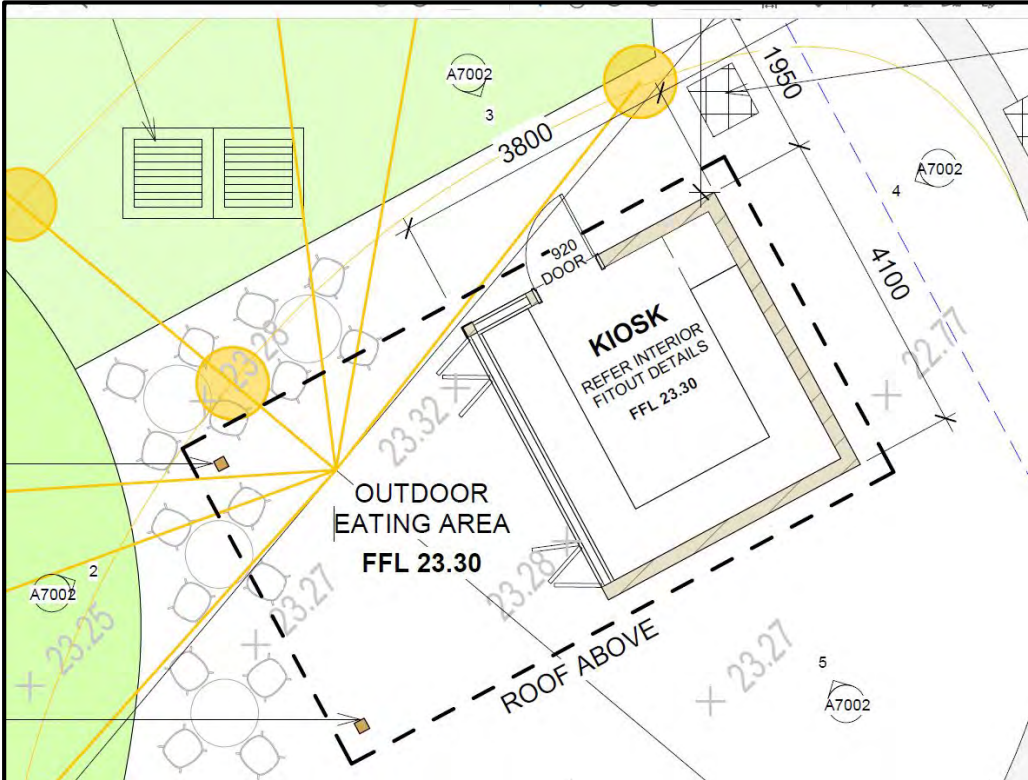 A7002
3
3800
1950
A7002
4
920
DOOR
4100
KIOSK
REFER INTERIOR
FITOUT DETAILS
FFL 23.30
23.28
22.77
23.32
OUTDOOR
EATING AREA
FFL 23.30
2
A7002
23.25
23.27
23.28
ROOF ABOVE
23.27
5
A7002